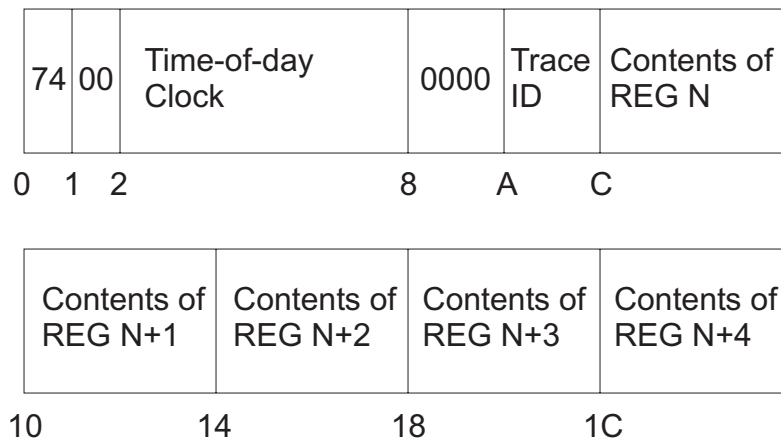 74 00 Time-of-day Clock 0000 Trace ID Contents of REG N
0 1 2 8 A C
Contents of REG N+1 Contents of REG N+2 Contents of REG N+3 Contents of REG N+4
10 14 18 1C